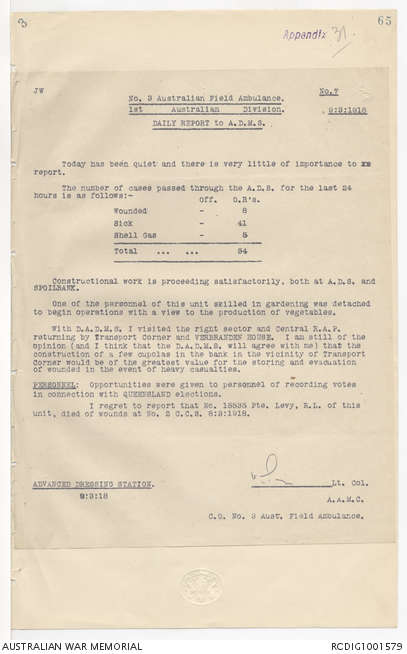 3
65
Appendix 31.
JW
No.7
No. 3 Australian Field Ambulance.
1st Australian Division.
9:3:1918
DAILY REPORT to A.D.M.S.
Today has been quiet and there is very little of importance to
report.
The number of cases passed through the A.D.S. for the last 24
hours is as follows:-
Off. O.R's.
Wounded - 8
Sick - 41
Shell Gas - 5
Total ... ... 54
Constructional work is proceeding satisfactorily, both at A.D.S. and
SPOILBANK.
One of the personnel of this unit skilled in gardening was detached
to begin operations with a view to the production of vegetables.
With D.A.D.M.S. I visited the right sector and Central R.A.P.
returning by Transport Corner and VERBRANDEN HOUSE. I am still of the
opinion (and I think that the D.A.D.M.S. will agree with me) that the
construction of a few cupolas in the bank in the vicinity of Transport
Corner would be of the greatest value for the storing and evacuation
of wounded in the event of heavy casualties.
PERSONNEL: Opportunities were given to personnel of recording votes
in connection with QUEENSLAND elections.
I regret to report that No. 18535 Pte. Levy, R.L. of this
unit, died of wounds at No. 2 C.C.S. 8:3:1918.
ADVANCED DRESSING STATION.
9:3:18
Lt. Col.
A.A.M.C.
C.O. No. 3 Aust. Field Ambulance.
AUSTRALIAN WAR MEMORIAL
RCDIG1001579